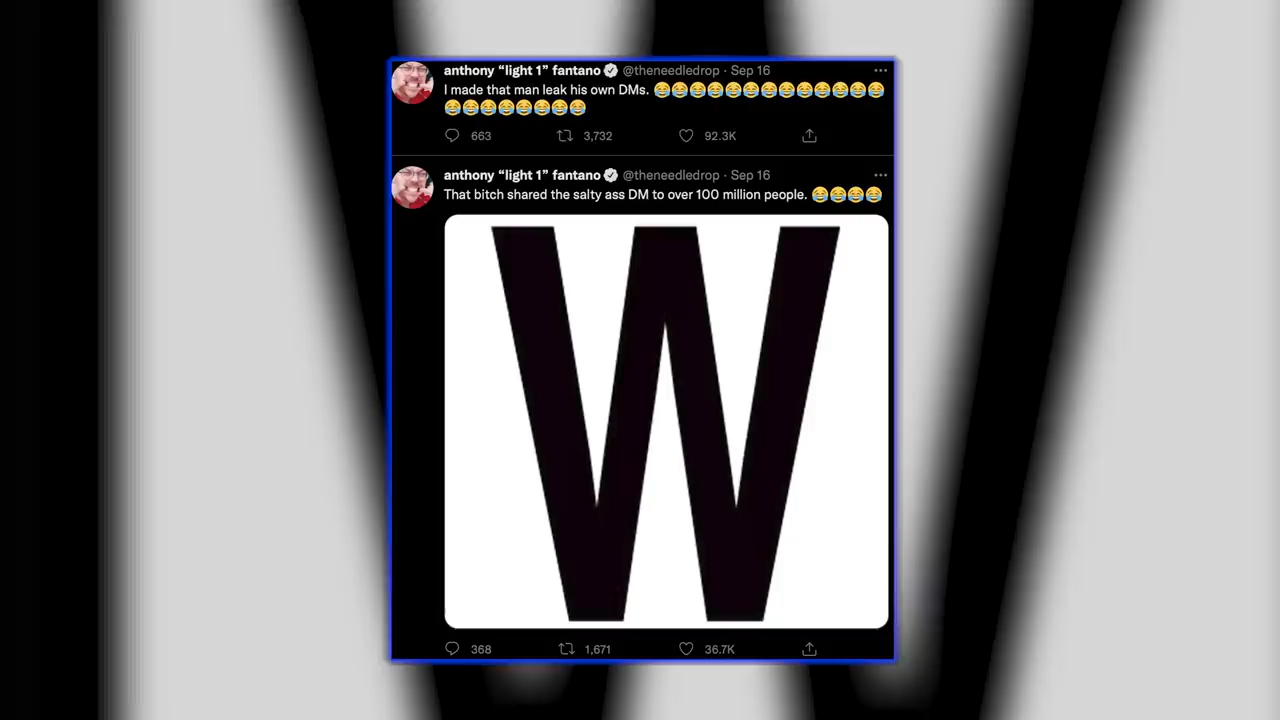 anthony “light 1” fantano @theneedledrop · Sep 16 ···
I made that man leak his own DMs. 😂😂😂😂😂😂😂😂😂😂😂😂😂
😂😂😂😂😂😂😂😂
663 3,732 92.3K
anthony “light 1” fantano @theneedledrop · Sep 16 ···
That bitch shared the salty ass DM to over 100 million people. 😂😂😂😂
W
368 1,671 36.7K